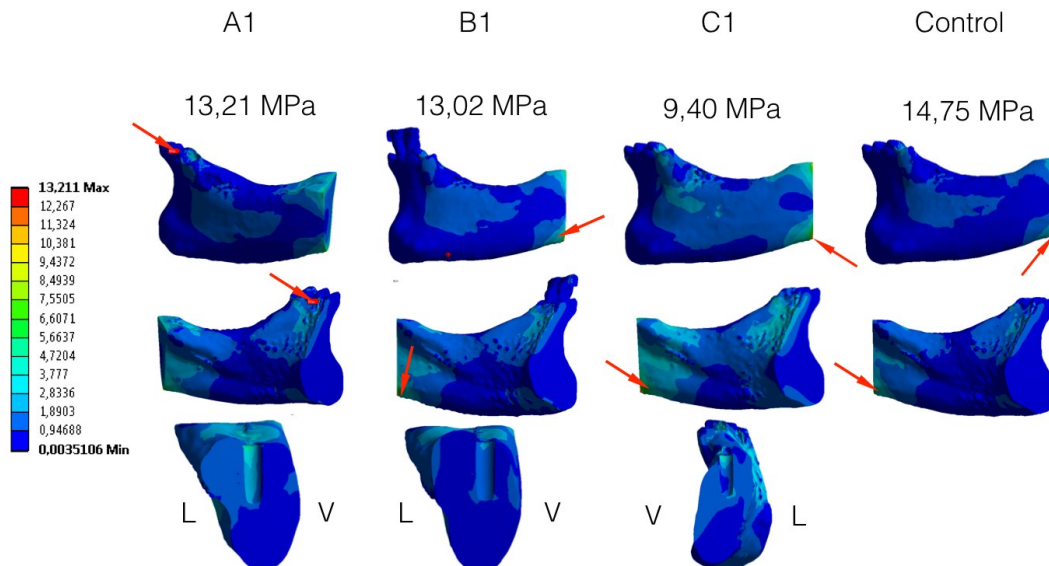 A1
B1
C1
Control
13,21 MPa
13,02 MPa
9,40 MPa
14,75 MPa
13,211 Max
12,267
11,324
10,381
9,4372
8,4939
7,5505
6,6071
5,6637
4,7204
3,777
2,8336
1,8903
0,94688
0,0035106 Min
L
V
L
V
V
L